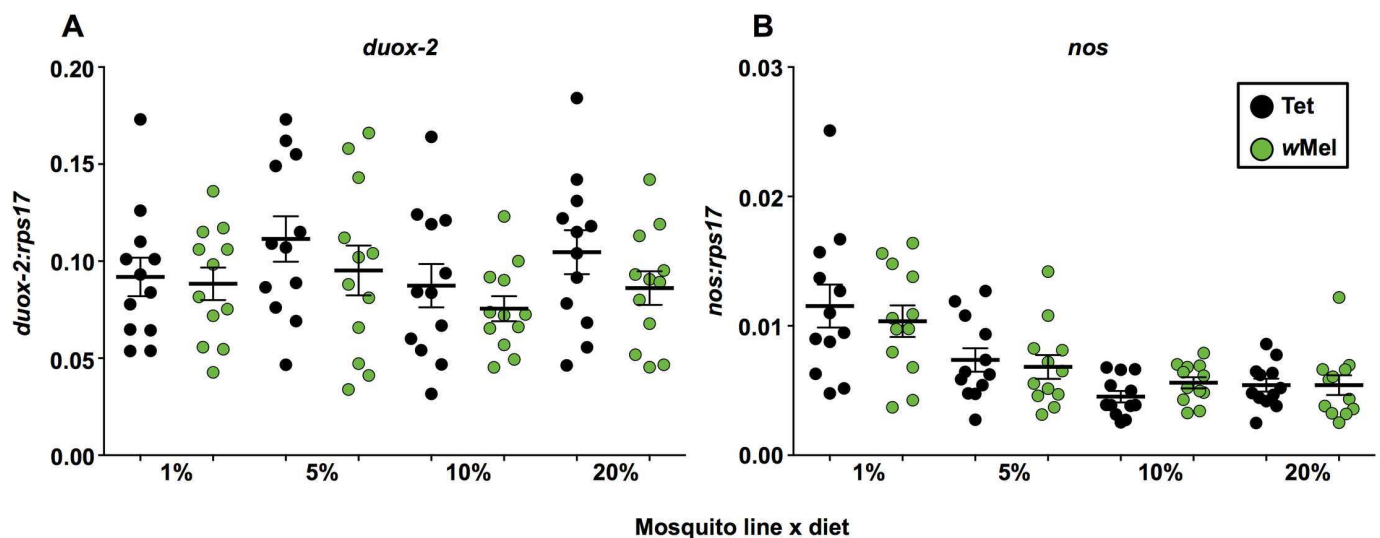 A
duox-2
0.20
0.15
0.10
0.05
0.00
duox-2:rps17
1% 5% 10% 20%
B
nos
0.03
0.02
0.01
0.00
nos:rps17
Tet
wMel
1% 5% 10% 20%
Mosquito line x diet